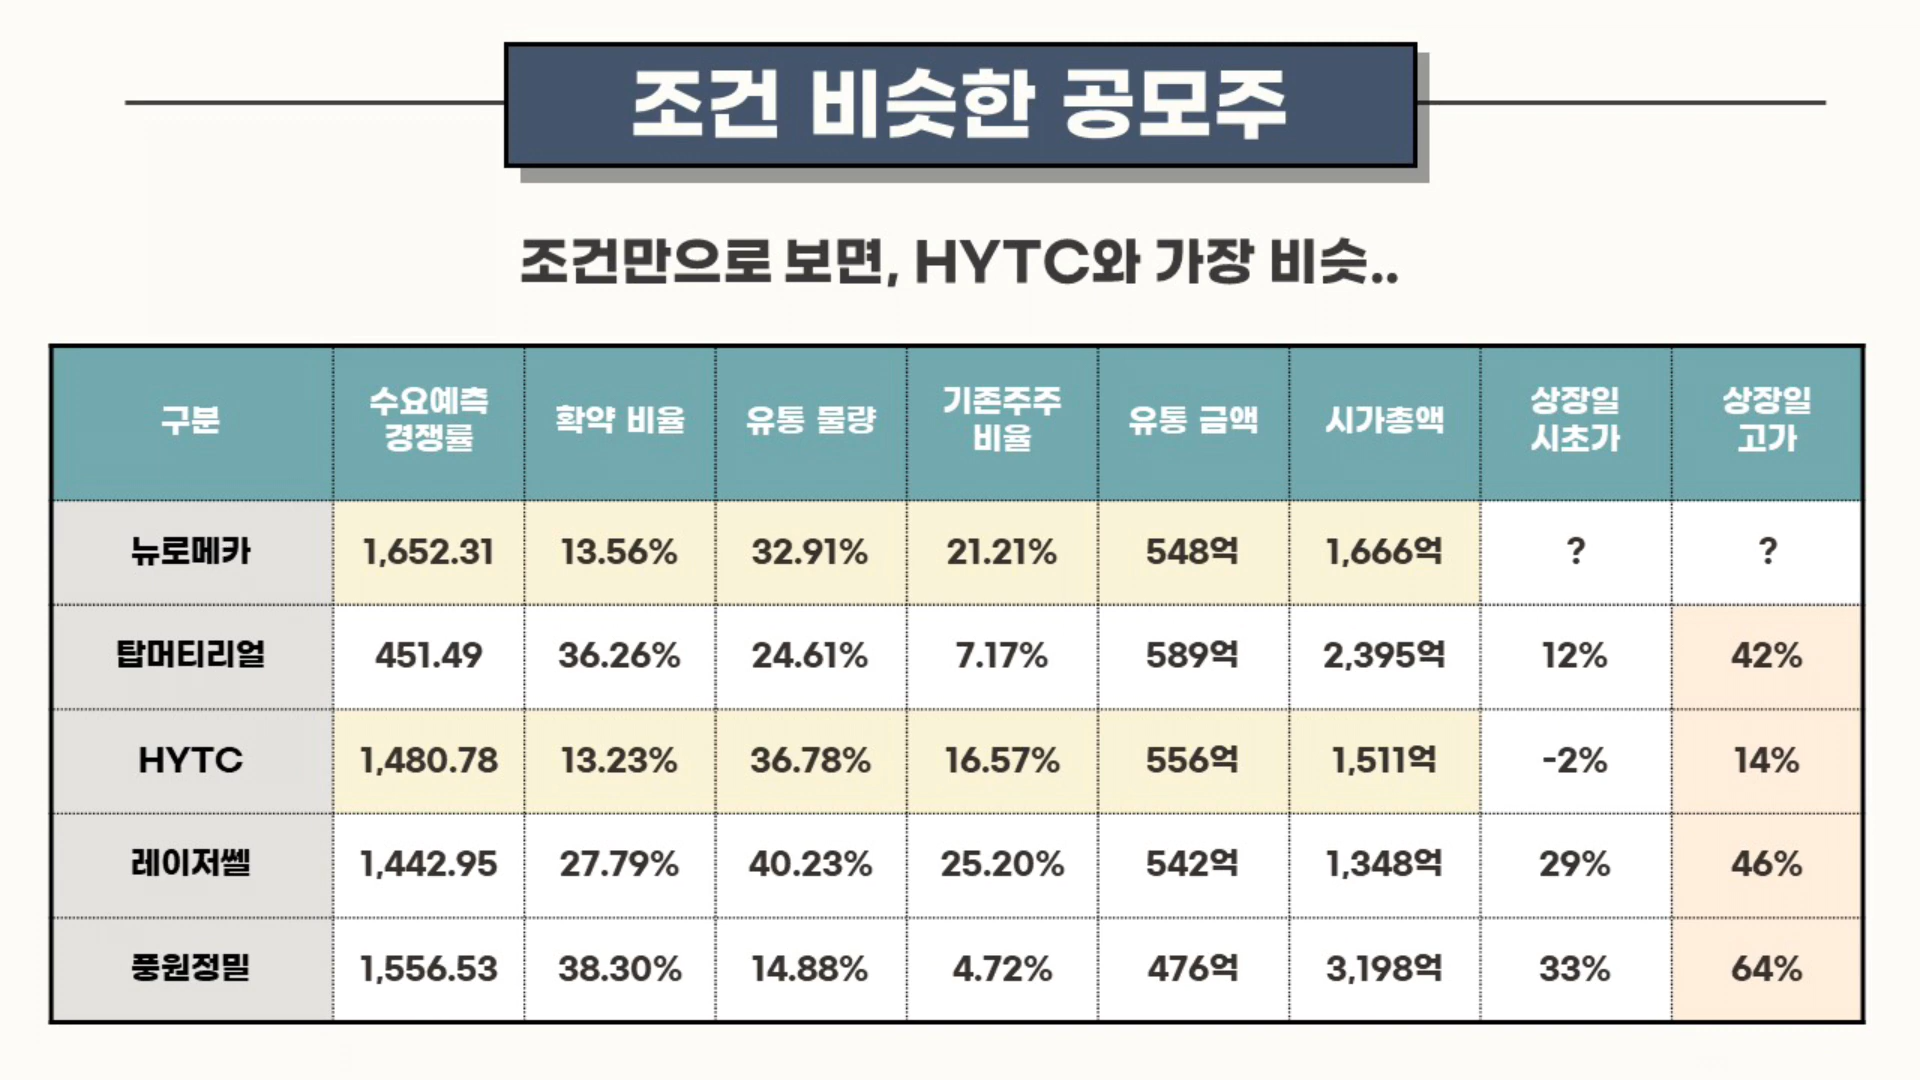 조건 비슷한 공모주
조건만으로 보면, HYTC와 가장 비슷..
구분 수요예측 경쟁률 확약 비율 유통 물량 기존주주 비율 유통 금액 시가총액 상장일 시초가 상장일 고가
뉴로메카 1,652.31 13.56% 32.91% 21.21% 548억 1,666억 ? ?
탑머티리얼 451.49 36.26% 24.61% 7.17% 589억 2,395억 12% 42%
HYTC 1,480.78 13.23% 36.78% 16.57% 556억 1,511억 -2% 14%
레이저쎌 1,442.95 27.79% 40.23% 25.20% 542억 1,348억 29% 46%
풍원정밀 1,556.53 38.30% 14.88% 4.72% 476억 3,198억 33% 64%